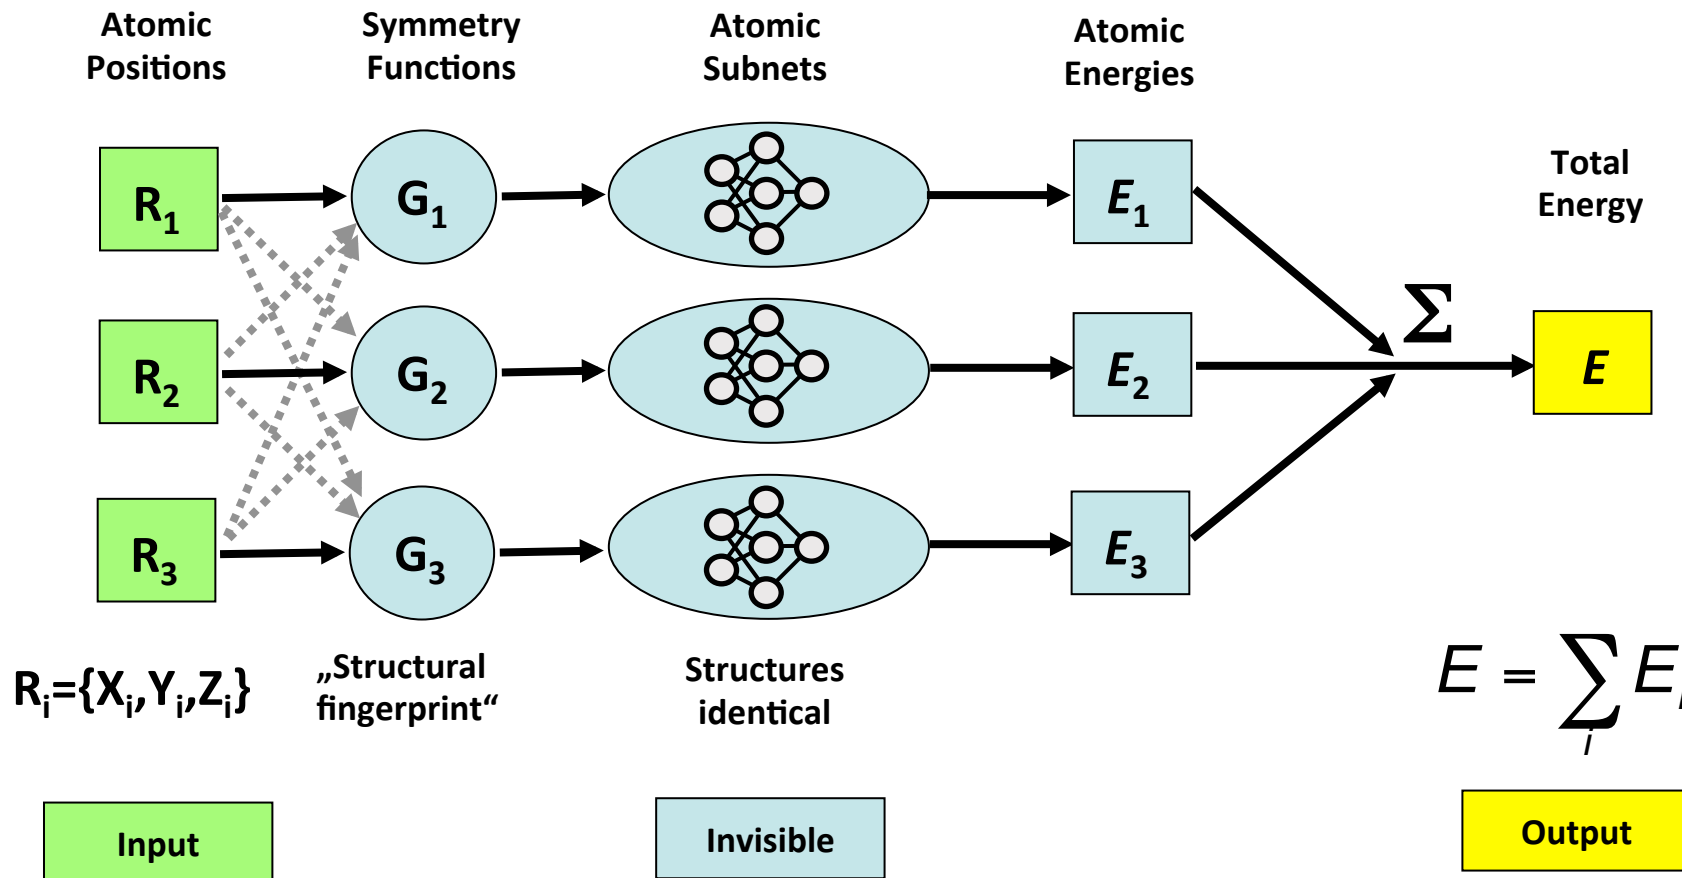 Atomic
Positions
Symmetry
Functions
Atomic
Subnets
Atomic
Energies
Total
Energy
R₁
G₁
E₁
Σ
R₂
G₂
E₂
E
R₃
G₃
E₃
Rᵢ={Xᵢ,Yᵢ,Zᵢ}
„Structural
fingerprint“
Structures
identical
E = ∑ Eᵢ
i
Input
Invisible
Output